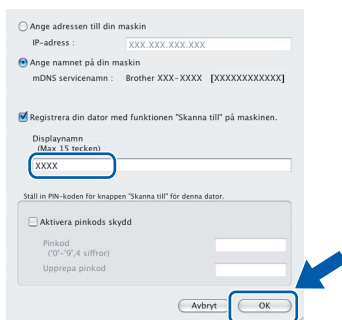 Ange adressen till din maskin
IP-adress : XXX.XXX.XXX.XXX
Ange namnet på din maskin
mDNS servicenamn : Brother XXX-XXXX [XXXXXXXXXXXX]
Registrera din dator med funktionen "Skanna till" på maskinen.
Displaynamn
(Max 15 tecken)
XXXX
Ställ in PIN-koden för knappen "Skanna till" för denna dator.
Aktivera pinkods skydd
Pinkod
('0'-'9',4 siffror)
Upprepa pinkod
Avbryt OK